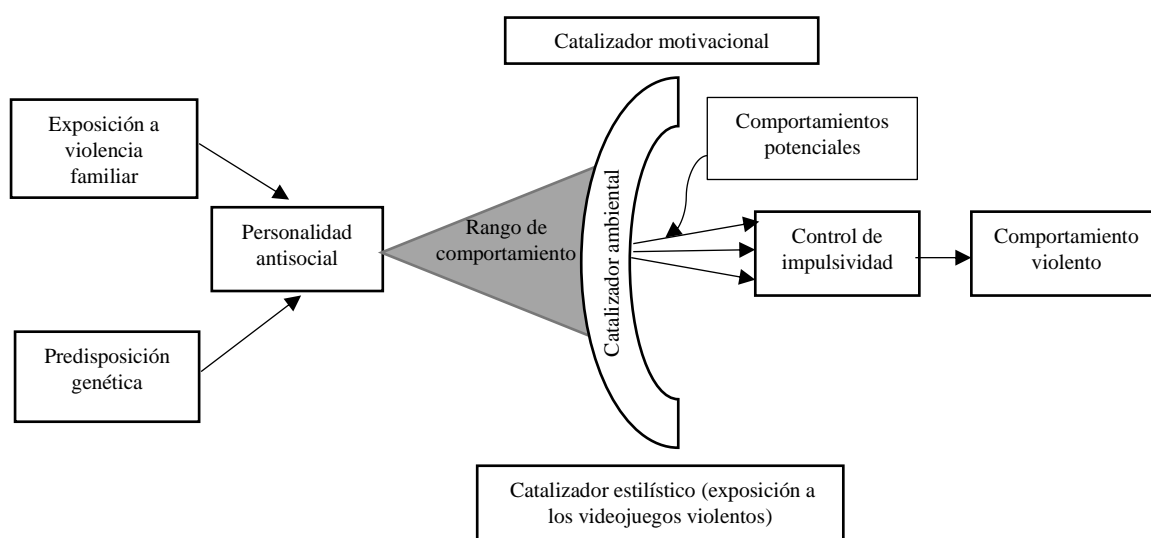 Catalizador motivacional
Exposición a
violencia
familiar
Comportamientos
potenciales
Personalidad
antisocial
Rango de
comportamiento
Catalizador ambiental
Control de
impulsividad
Comportamiento
violento
Predisposición
genética
Catalizador estilístico (exposición a
los videojuegos violentos)